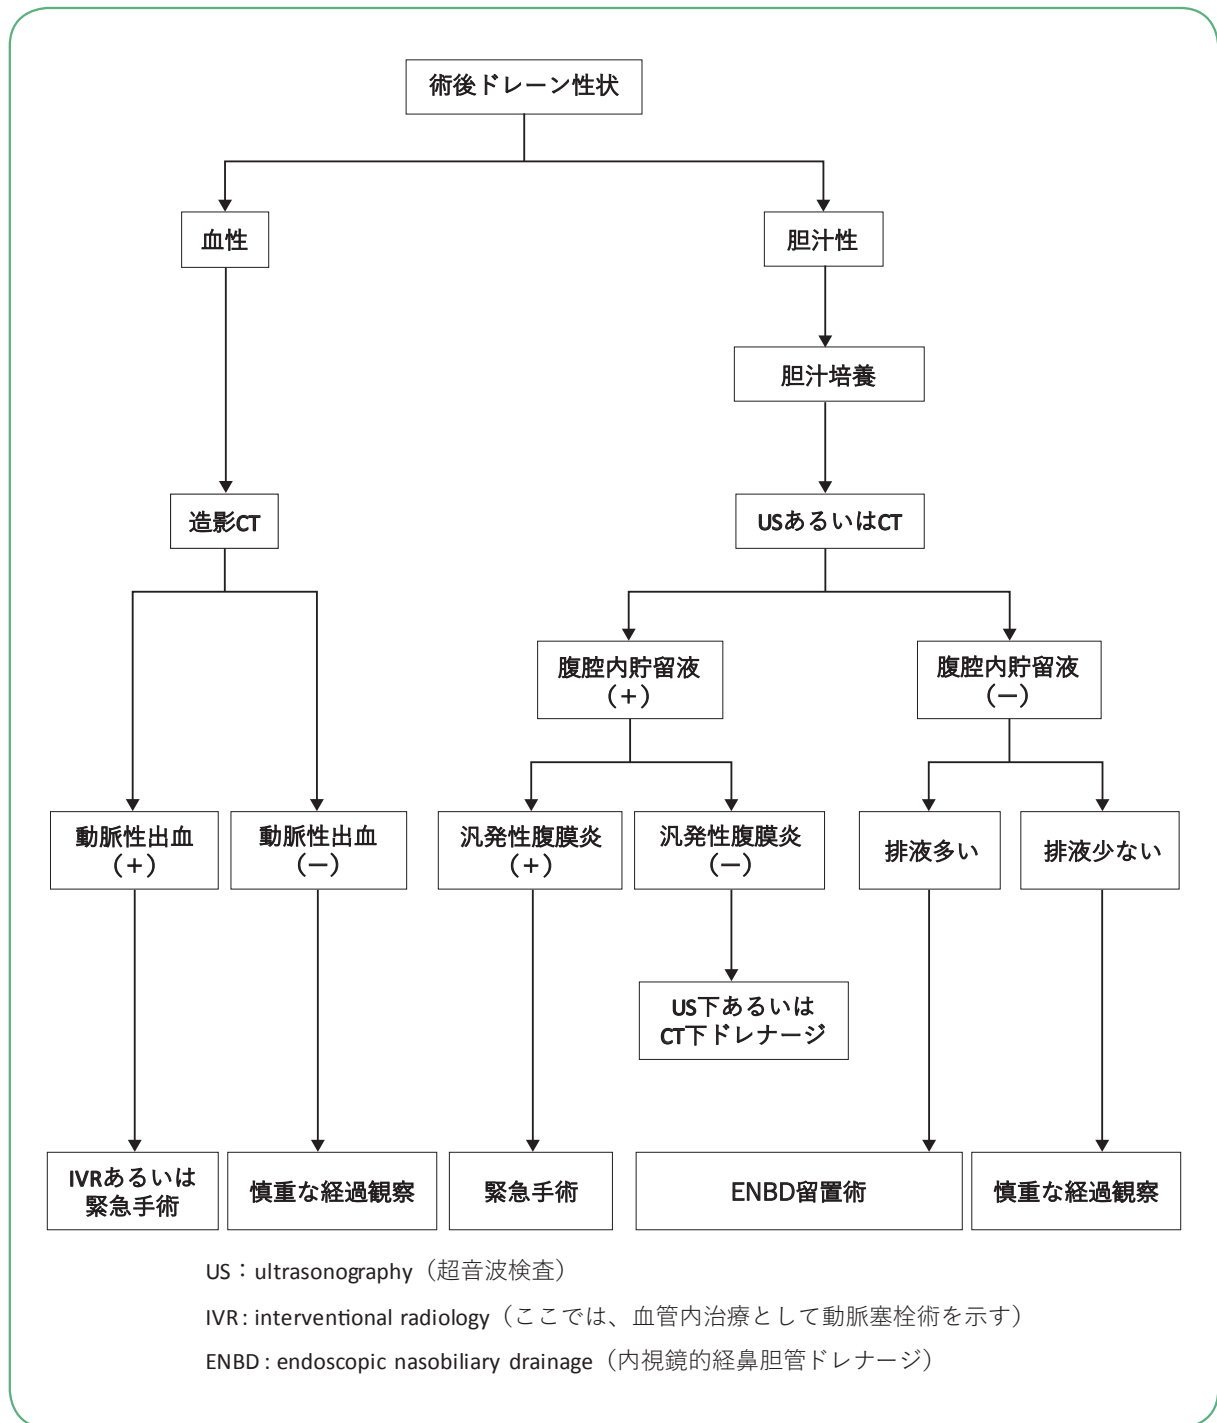 術後ドレーン性状
血性
胆汁性
胆汁培養
造影CT
USあるいはCT
腹腔内貯留液
(+)
腹腔内貯留液
(−)
動脈性出血
(+)
動脈性出血
(−)
汎発性腹膜炎
(+)
汎発性腹膜炎
(−)
排液多い
排液少ない
US下あるいは
CT下ドレナージ
IVRあるいは
緊急手術
慎重な経過観察
緊急手術
ENBD留置術
慎重な経過観察
US：ultrasonography（超音波検査）
IVR : interventional radiology（ここでは、血管内治療として動脈塞栓術を示す）
ENBD : endoscopic nasobiliary drainage（内視鏡的経鼻胆管ドレナージ）